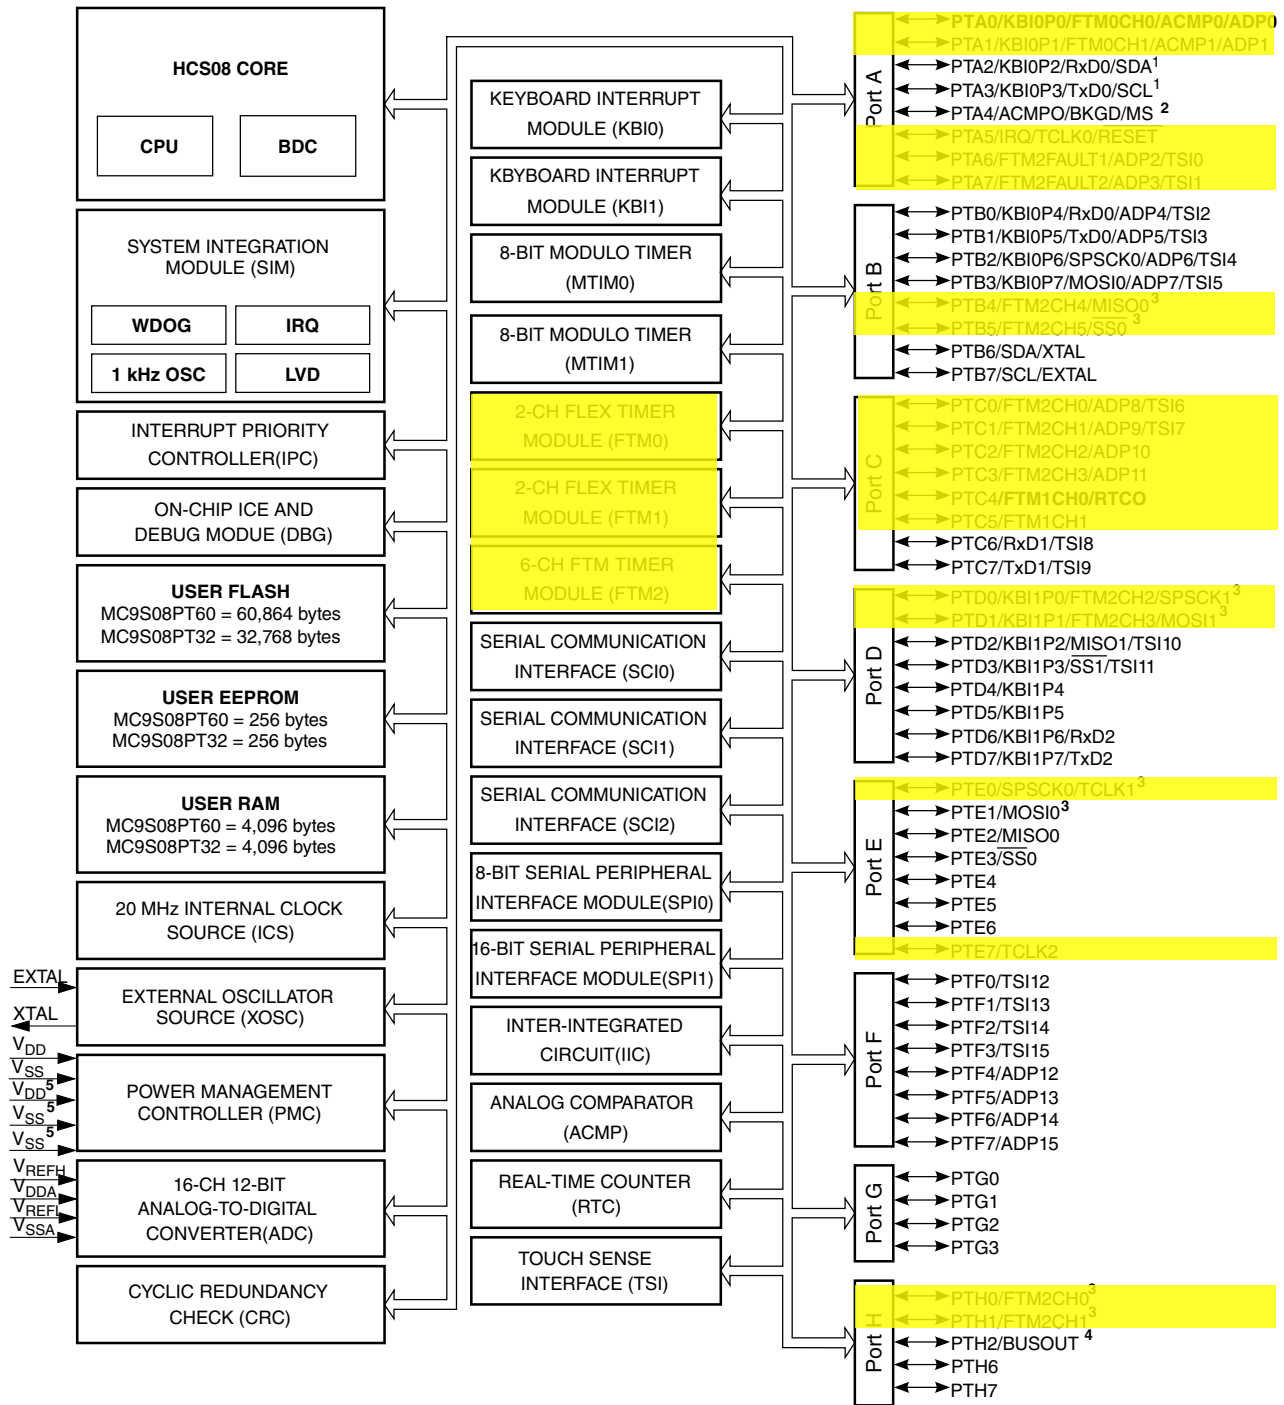 HCS08 CORE
CPU
BDC
SYSTEM INTEGRATION
MODULE (SIM)
WDOG
IRQ
1 kHz OSC
LVD
INTERRUPT PRIORITY
CONTROLLER(IPC)
ON-CHIP ICE AND
DEBUG MODUE (DBG)
USER FLASH
MC9S08PT60 = 60,864 bytes
MC9S08PT32 = 32,768 bytes
USER EEPROM
MC9S08PT60 = 256 bytes
MC9S08PT32 = 256 bytes
USER RAM
MC9S08PT60 = 4,096 bytes
MC9S08PT32 = 4,096 bytes
20 MHz INTERNAL CLOCK
SOURCE (ICS)
EXTAL
XTAL
EXTERNAL OSCILLATOR
SOURCE (XOSC)
VDD
VSS
VDD5
VSS5
VSS5
POWER MANAGEMENT
CONTROLLER (PMC)
VREFH
VDDA
VREFL
VSSA
16-CH 12-BIT
ANALOG-TO-DIGITAL
CONVERTER(ADC)
CYCLIC REDUNDANCY
CHECK (CRC)
KEYBOARD INTERRUPT
MODULE (KBI0)
KBYBOARD INTERRUPT
MODULE (KBI1)
8-BIT MODULO TIMER
(MTIM0)
8-BIT MODULO TIMER
(MTIM1)
2-CH FLEX TIMER
MODULE (FTM0)
2-CH FLEX TIMER
MODULE (FTM1)
6-CH FTM TIMER
MODULE (FTM2)
SERIAL COMMUNICATION
INTERFACE (SCI0)
SERIAL COMMUNICATION
INTERFACE (SCI1)
SERIAL COMMUNICATION
INTERFACE (SCI2)
8-BIT SERIAL PERIPHERAL
INTERFACE MODULE(SPI0)
16-BIT SERIAL PERIPHERAL
INTERFACE MODULE(SPI1)
INTER-INTEGRATED
CIRCUIT(IIC)
ANALOG COMPARATOR
(ACMP)
REAL-TIME COUNTER
(RTC)
TOUCH SENSE
INTERFACE (TSI)
Port A
PTA0/KBI0P0/FTM0CH0/ACMP0/ADP0
PTA1/KBI0P1/FTM0CH1/ACMP1/ADP1
PTA2/KBI0P2/RxD0/SDA1
PTA3/KBI0P3/TxD0/SCL1
PTA4/ACMPO/BKGD/MS 2
PTA5/IRQ/TCLK0/RESET
PTA6/FTM2FAULT1/ADP2/TSI0
PTA7/FTM2FAULT2/ADP3/TSI1
Port B
PTB0/KBI0P4/RxD0/ADP4/TSI2
PTB1/KBI0P5/TxD0/ADP5/TSI3
PTB2/KBI0P6/SPSCK0/ADP6/TSI4
PTB3/KBI0P7/MOSI0/ADP7/TSI5
PTB4/FTM2CH4/MISO0 3
PTB5/FTM2CH5/SS0 3
PTB6/SDA/XTAL
PTB7/SCL/EXTAL
Port C
PTC0/FTM2CH0/ADP8/TSI6
PTC1/FTM2CH1/ADP9/TSI7
PTC2/FTM2CH2/ADP10
PTC3/FTM2CH3/ADP11
PTC4/FTM1CH0/RTCO
PTC5/FTM1CH1
PTC6/RxD1/TSI8
PTC7/TxD1/TSI9
Port D
PTD0/KBI1P0/FTM2CH2/SPSCK1 3
PTD1/KBI1P1/FTM2CH3/MOSI1 3
PTD2/KBI1P2/MISO1/TSI10
PTD3/KBI1P3/SS1/TSI11
PTD4/KBI1P4
PTD5/KBI1P5
PTD6/KBI1P6/RxD2
PTD7/KBI1P7/TxD2
Port E
PTE0/SPSCK0/TCLK1 3
PTE1/MOSI0 3
PTE2/MISO0
PTE3/SS0
PTE4
PTE5
PTE6
PTE7/TCLK2
Port F
PTF0/TSI12
PTF1/TSI13
PTF2/TSI14
PTF3/TSI15
PTF4/ADP12
PTF5/ADP13
PTF6/ADP14
PTF7/ADP15
Port G
PTG0
PTG1
PTG2
PTG3
Port H
PTH0/FTM2CH0 3
PTH1/FTM2CH1 3
PTH2/BUSOUT 4
PTH6
PTH7